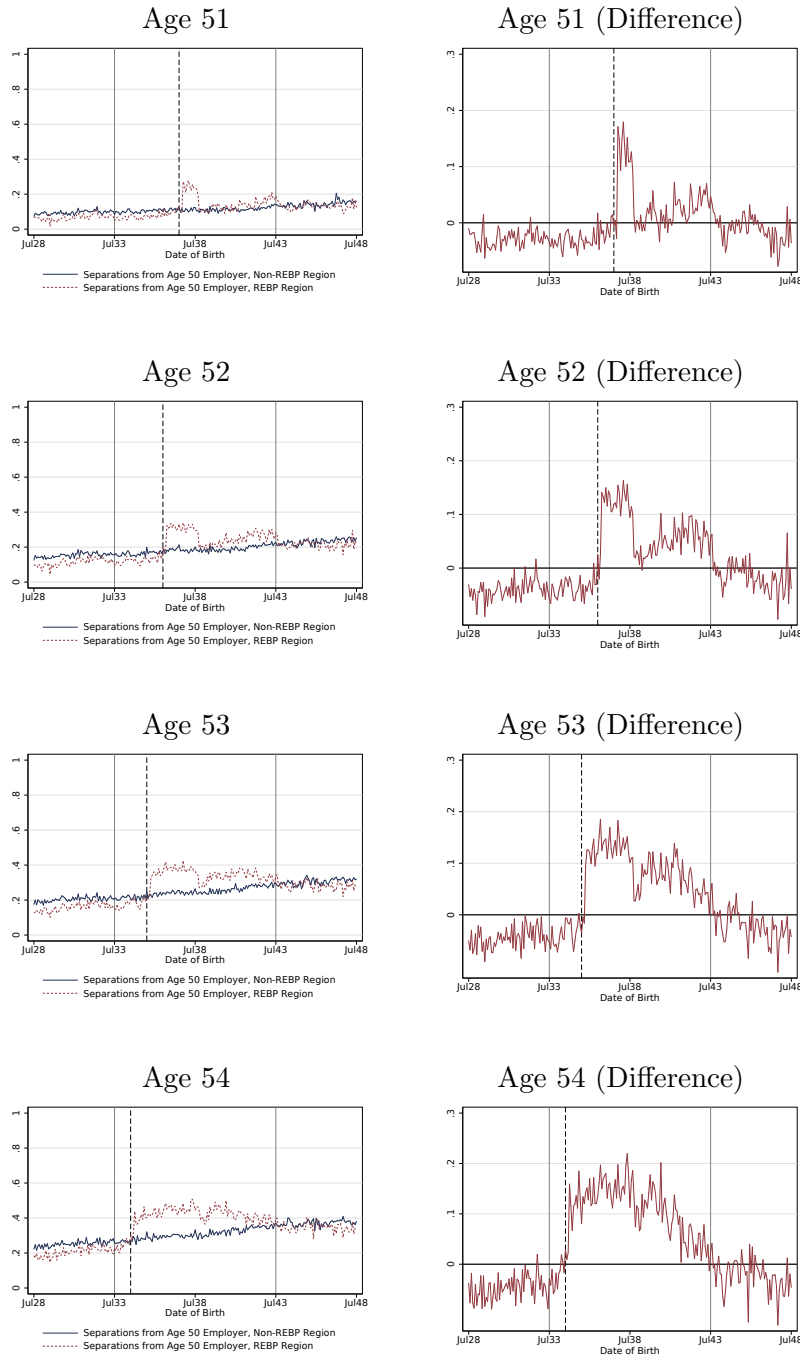 Age 51
Age 51 (Difference)
1
.8
.6
.4
.2
0
Jul28
Jul33
Jul38
Jul43
Jul48
Date of Birth
Separations from Age 50 Employer, Non-REBP Region
Separations from Age 50 Employer, REBP Region
.3
.2
.1
0
Jul28
Jul33
Jul38
Jul43
Jul48
Date of Birth
Age 52
Age 52 (Difference)
1
.8
.6
.4
.2
0
Jul28
Jul33
Jul38
Jul43
Jul48
Date of Birth
Separations from Age 50 Employer, Non-REBP Region
Separations from Age 50 Employer, REBP Region
.3
.2
.1
0
Jul28
Jul33
Jul38
Jul43
Jul48
Date of Birth
Age 53
Age 53 (Difference)
1
.8
.6
.4
.2
0
Jul28
Jul33
Jul38
Jul43
Jul48
Date of Birth
Separations from Age 50 Employer, Non-REBP Region
Separations from Age 50 Employer, REBP Region
.3
.2
.1
0
Jul28
Jul33
Jul38
Jul43
Jul48
Date of Birth
Age 54
Age 54 (Difference)
1
.8
.6
.4
.2
0
Jul28
Jul33
Jul38
Jul43
Jul48
Date of Birth
Separations from Age 50 Employer, Non-REBP Region
Separations from Age 50 Employer, REBP Region
.3
.2
.1
0
Jul28
Jul33
Jul38
Jul43
Jul48
Date of Birth